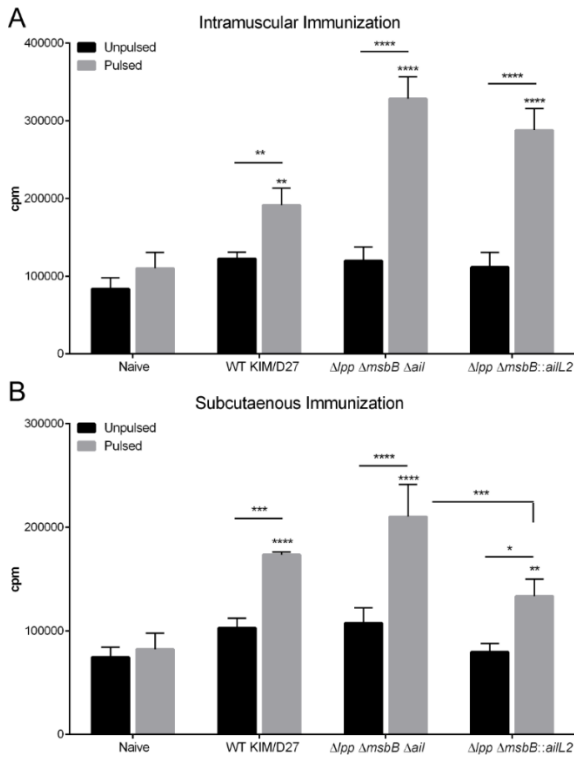 A
Intramuscular Immunization
Unpulsed
Pulsed
400000
300000
200000
100000
0
cpm
**
**
****
****
****
****
Naive
WT KIM/D27
Δlpp ΔmsbB Δail
Δlpp ΔmsbB::ailL2
B
Subcutaenous Immunization
Unpulsed
Pulsed
300000
200000
100000
0
cpm
***
****
****
****
***
*
**
Naive
WT KIM/D27
Δlpp ΔmsbB Δail
Δlpp ΔmsbB::ailL2